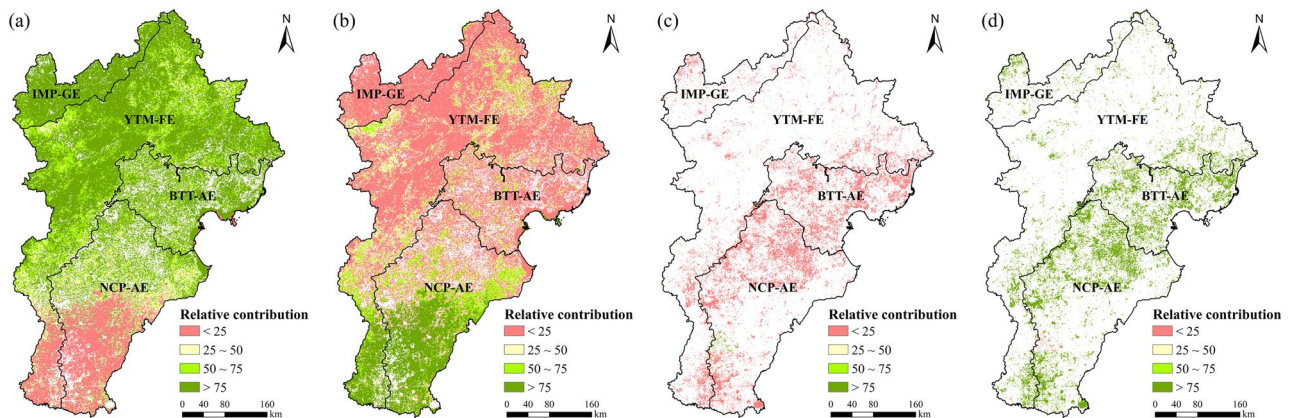 (a)
N
IMP-GE
YTM-FE
BTT-AE
NCP-AE
Relative contribution
< 25
25 ~ 50
50 ~ 75
> 75
0 40 80 160
km
(b)
N
IMP-GE
YTM-FE
BTT-AE
NCP-AE
Relative contribution
< 25
25 ~ 50
50 ~ 75
> 75
0 40 80 160
km
(c)
N
IMP-GE
YTM-FE
BTT-AE
NCP-AE
Relative contribution
< 25
25 ~ 50
50 ~ 75
> 75
0 40 80 160
km
(d)
N
IMP-GE
YTM-FE
BTT-AE
NCP-AE
Relative contribution
< 25
25 ~ 50
50 ~ 75
> 75
0 40 80 160
km